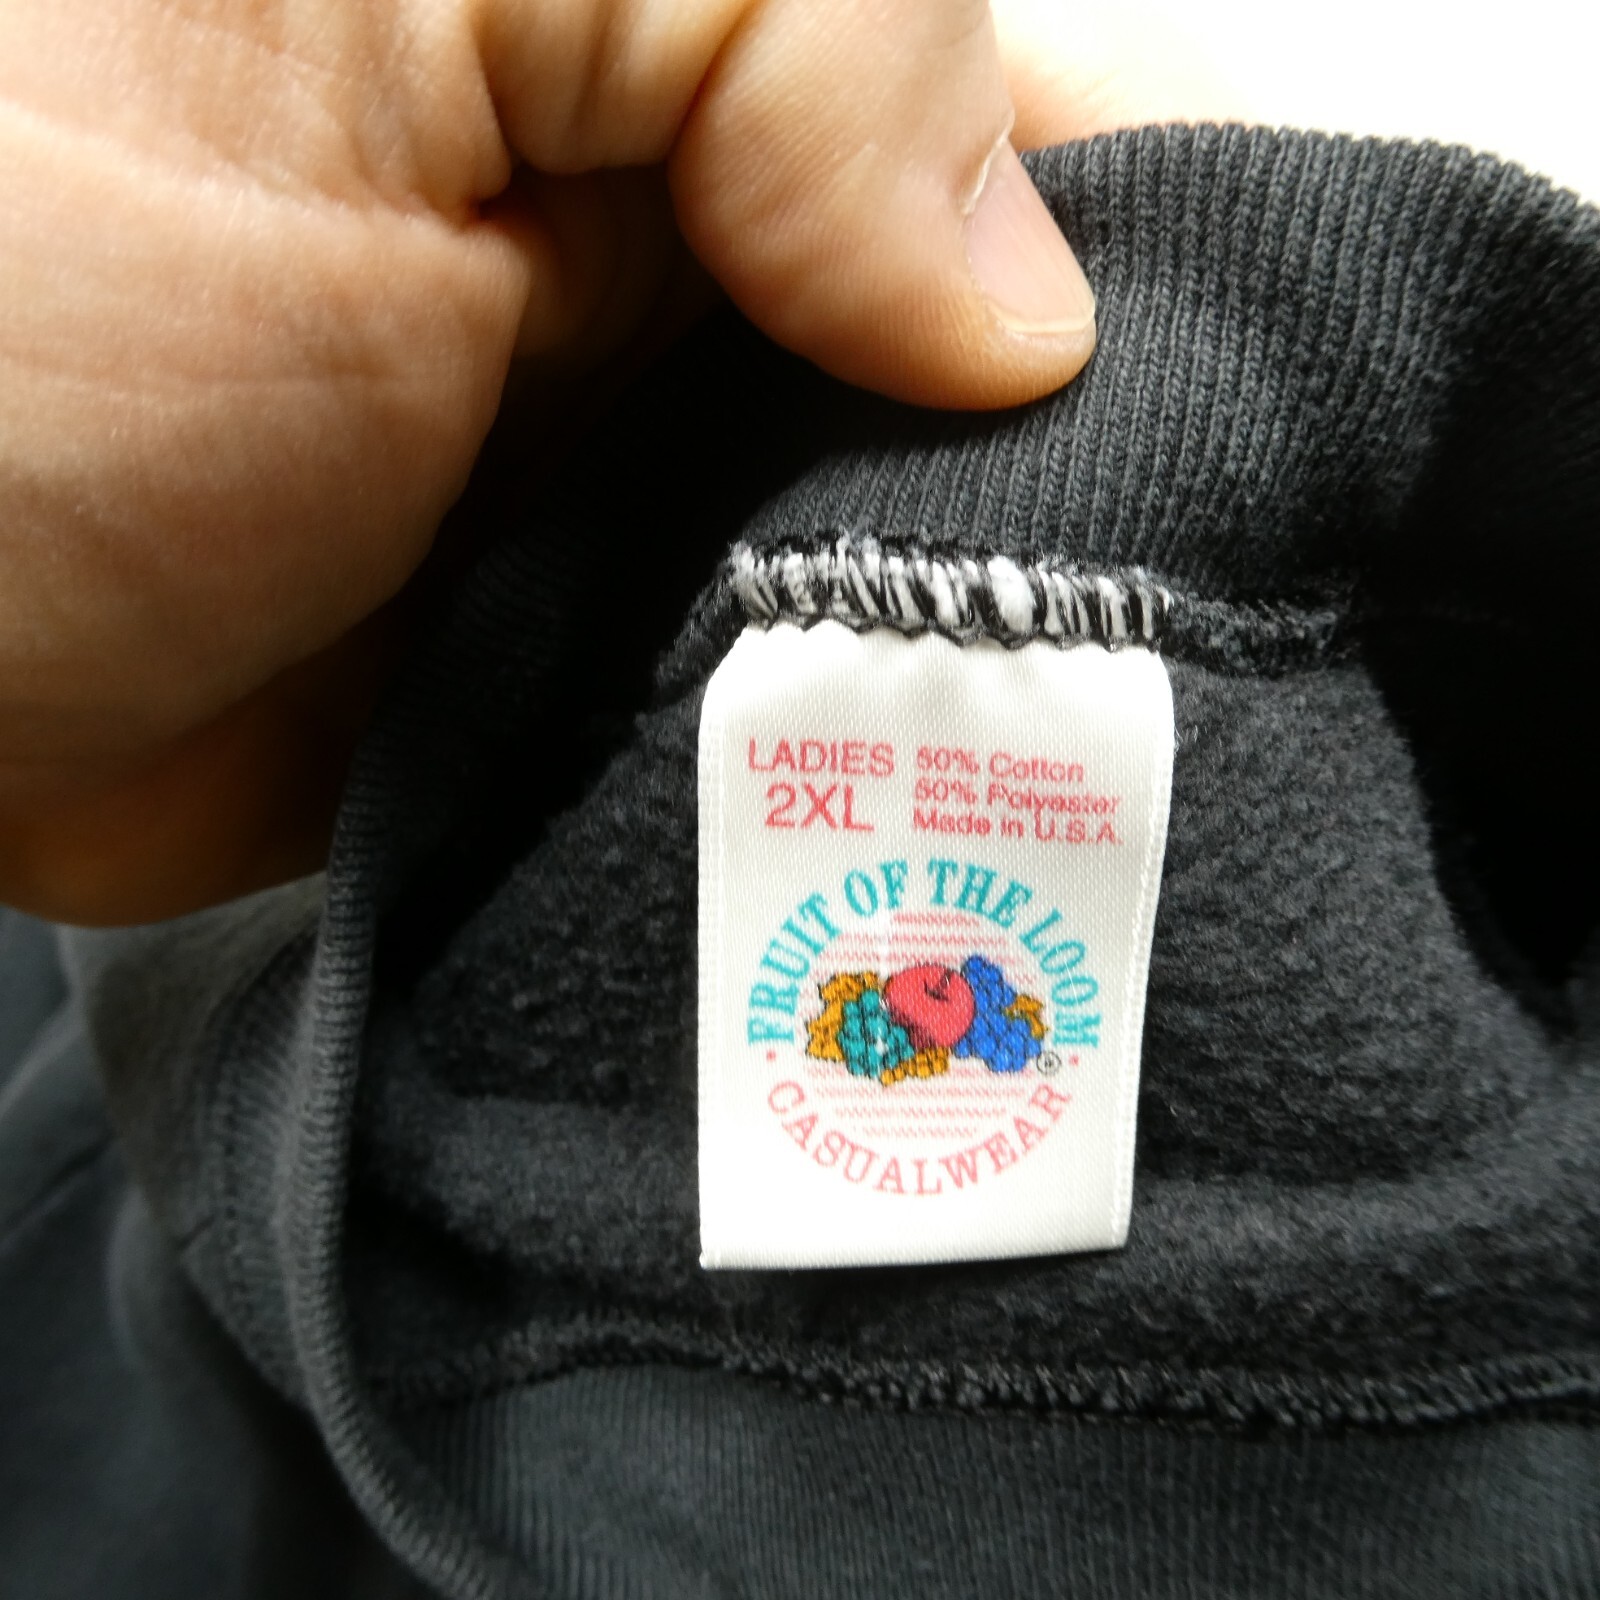 LADIES
2XL
50% Cotton
50% Polyester
Made in U.S.A.
FRUIT OF THE LOOM
®
CASUALWEAR